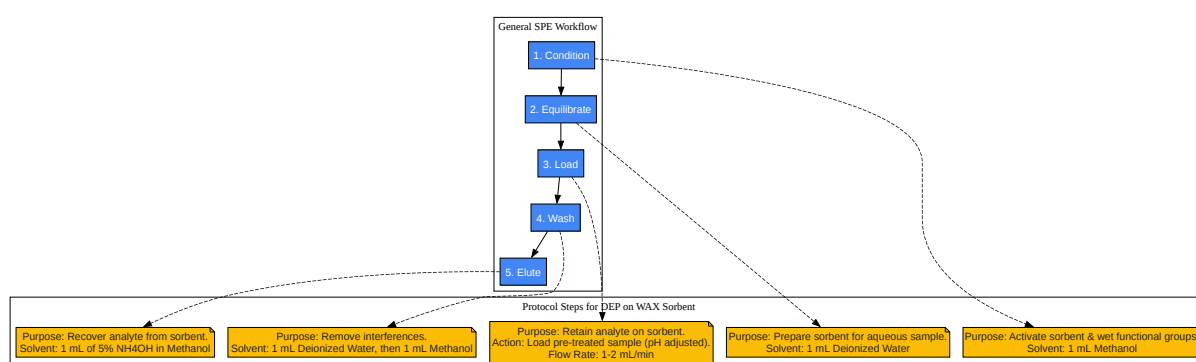 General SPE Workflow
1. Condition
2. Equilibrate
3. Load
4. Wash
5. Elute
Protocol Steps for DEP on WAX Sorbent
Purpose: Recover analyte from sorbent.
Solvent: 1 mL of 5% NH4OH in Methanol
Purpose: Remove interferences.
Solvent: 1 mL Deionized Water, then 1 mL Methanol
Purpose: Retain analyte on sorbent.
Action: Load pre-treated sample (pH adjusted).
Flow Rate: 1-2 mL/min
Purpose: Prepare sorbent for aqueous sample.
Solvent: 1 mL Deionized Water
Purpose: Activate sorbent & wet functional groups
Solvent: 1 mL Methanol